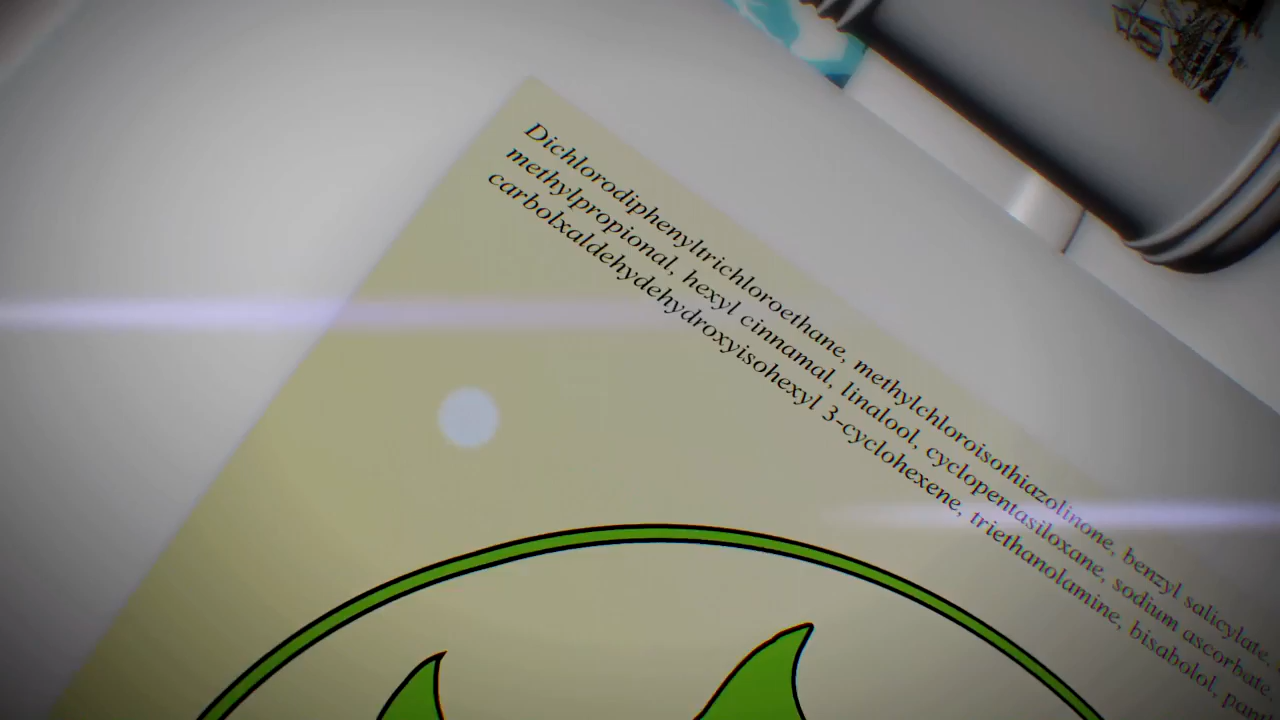 Dichlorodiphenyltrichloroethane, methylchloroisothiazolinone, benzyl salicylate,
methylpropional, hexyl cinnamal, linalool, cyclopentasiloxane, sodium ascorbate,
carbolxaldehydehydroxyisohexyl 3-cyclohexene, triethanolamine, bisabolol,